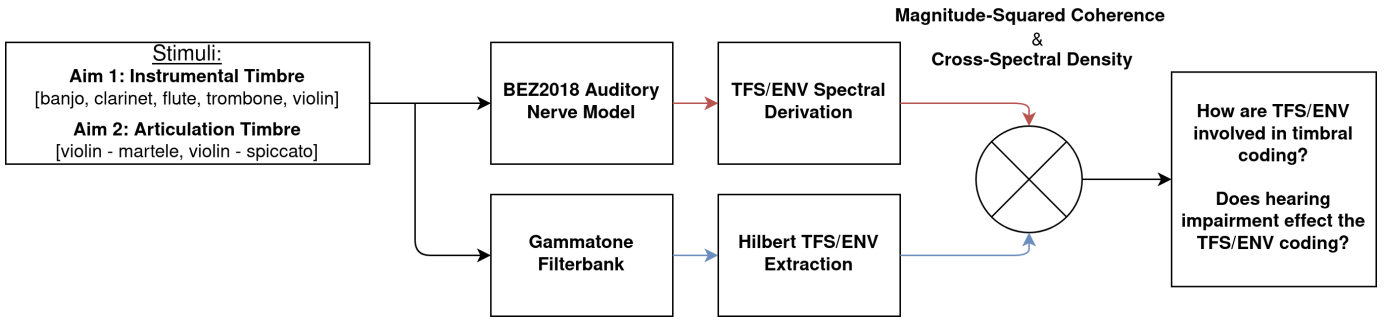 Stimuli:
Aim 1: Instrumental Timbre
[banjo, clarinet, flute, trombone, violin]
Aim 2: Articulation Timbre
[violin - martele, violin - spiccato]
BEZ2018 Auditory
Nerve Model
TFS/ENV Spectral
Derivation
Magnitude-Squared Coherence
&
Cross-Spectral Density
Gammatone
Filterbank
Hilbert TFS/ENV
Extraction
How are TFS/ENV
involved in timbral
coding?
Does hearing
impairment effect the
TFS/ENV coding?